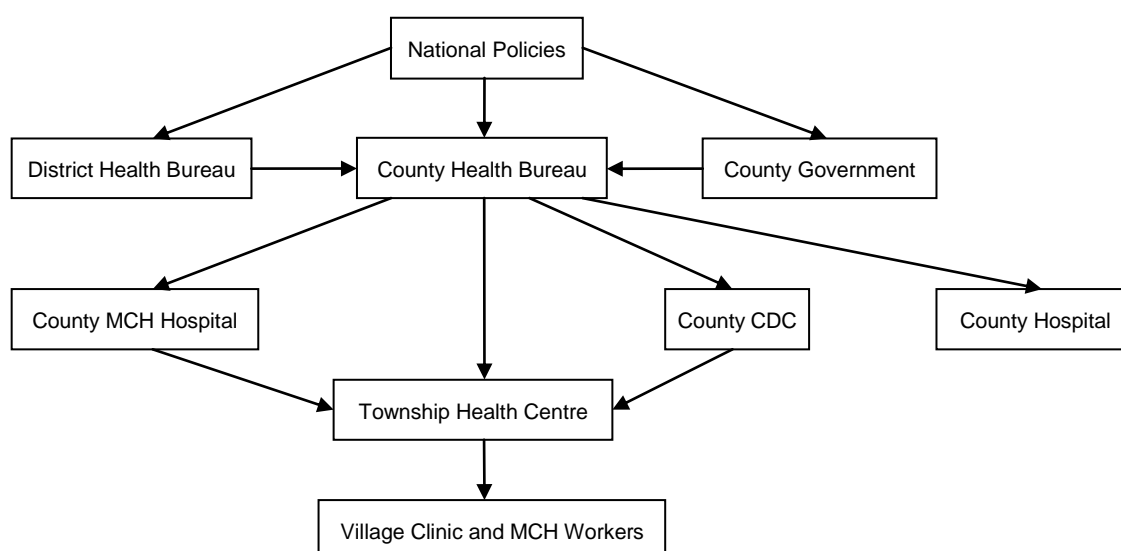 National Policies
District Health Bureau
County Health Bureau
County Government
County MCH Hospital
County CDC
County Hospital
Township Health Centre
Village Clinic and MCH Workers